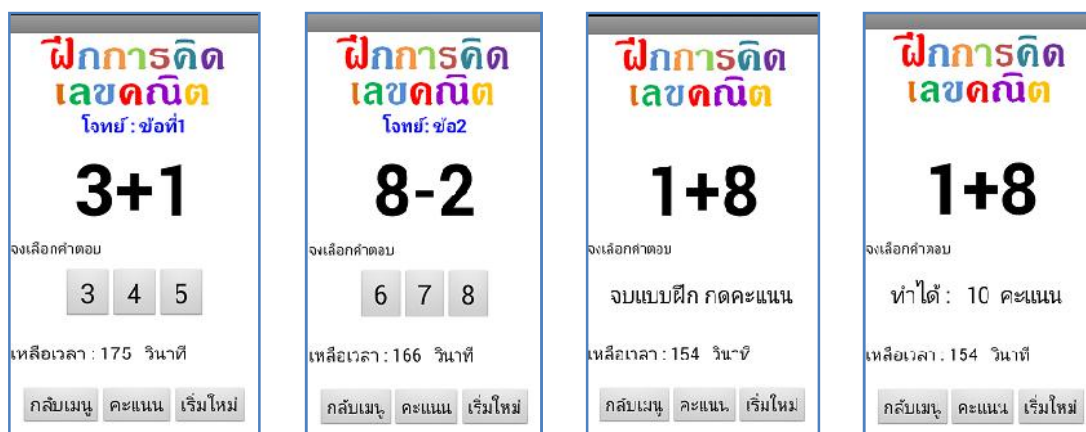 ฝึกการคิด
เลขคณิต
โจทย์ : ข้อที่1
3+1
จงเลือกคำตอบ
3 4 5
เหลือเวลา : 175 วินาที
กลับเมนู คะแนน เริ่มใหม่
ฝึกการคิด
เลขคณิต
โจทย์: ข้อ2
8-2
จงเลือกคำตอบ
6 7 8
เหลือเวลา : 166 วินาที
กลับเมนู คะแนน เริ่มใหม่
ฝึกการคิด
เลขคณิต
1+8
จงเลือกคำตอบ
จบแบบฝึก กดคะแนน
เหลือเวลา : 154 วินาที
กลับเมนู คะแนน เริ่มใหม่
ฝึกการคิด
เลขคณิต
1+8
จงเลือกคำตอบ
ทำได้ : 10 คะแนน
เหลือเวลา : 154 วินาที
กลับเมนู คะแนน เริ่มใหม่